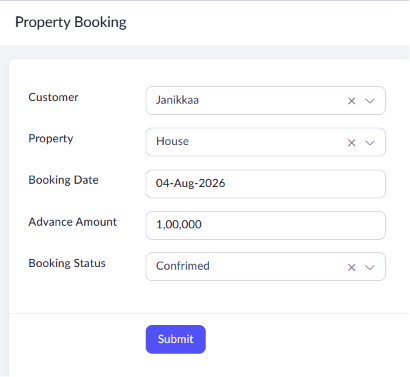 Property Booking
Customer Janikkaa
Property House
Booking Date 04-Aug-2026
Advance Amount 1,00,000
Booking Status Confrimed
Submit